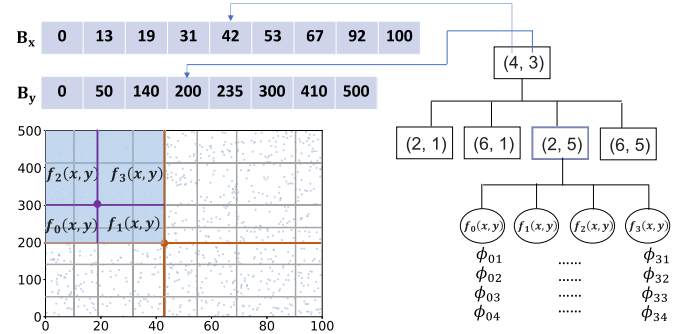 Bx 0 13 19 31 42 53 67 92 100
By 0 50 140 200 235 300 410 500
(4, 3)
(2, 1) (6, 1) (2, 5) (6, 5)
f0(x, y) f1(x, y) f2(x, y) f3(x, y)
ϕ01 ...... ϕ31
ϕ02 ...... ϕ32
ϕ03 ...... ϕ33
ϕ04 ...... ϕ34
500
400
300
200
100
0
f2(x, y) f3(x, y)
f0(x, y) f1(x, y)
0 20 40 60 80 100